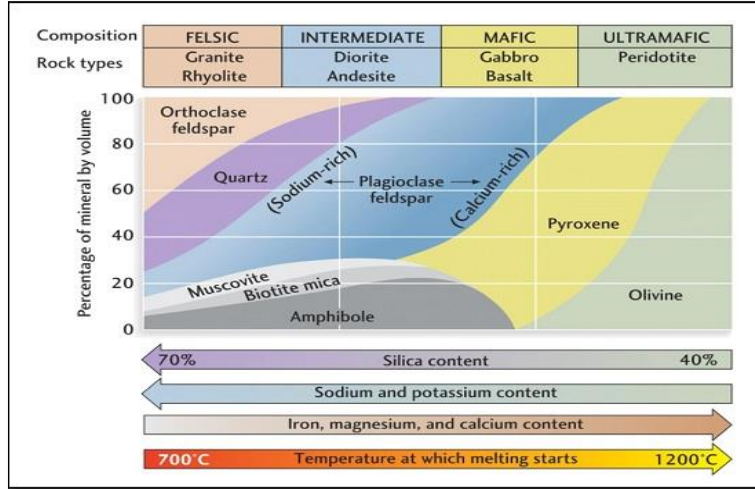 Composition FELSIC INTERMEDIATE MAFIC ULTRAMAFIC
Rock types Granite Diorite Gabbro Peridotite
Rhyolite Andesite Basalt
Percentage of mineral by volume
100
80
60
40
20
0
Orthoclase
feldspar
Quartz
(Sodium-rich)
Plagioclase
feldspar
(Calcium-rich)
Pyroxene
Muscovite
Biotite mica
Amphibole
Olivine
70% Silica content 40%
Sodium and potassium content
Iron, magnesium, and calcium content
700°C Temperature at which melting starts 1200°C